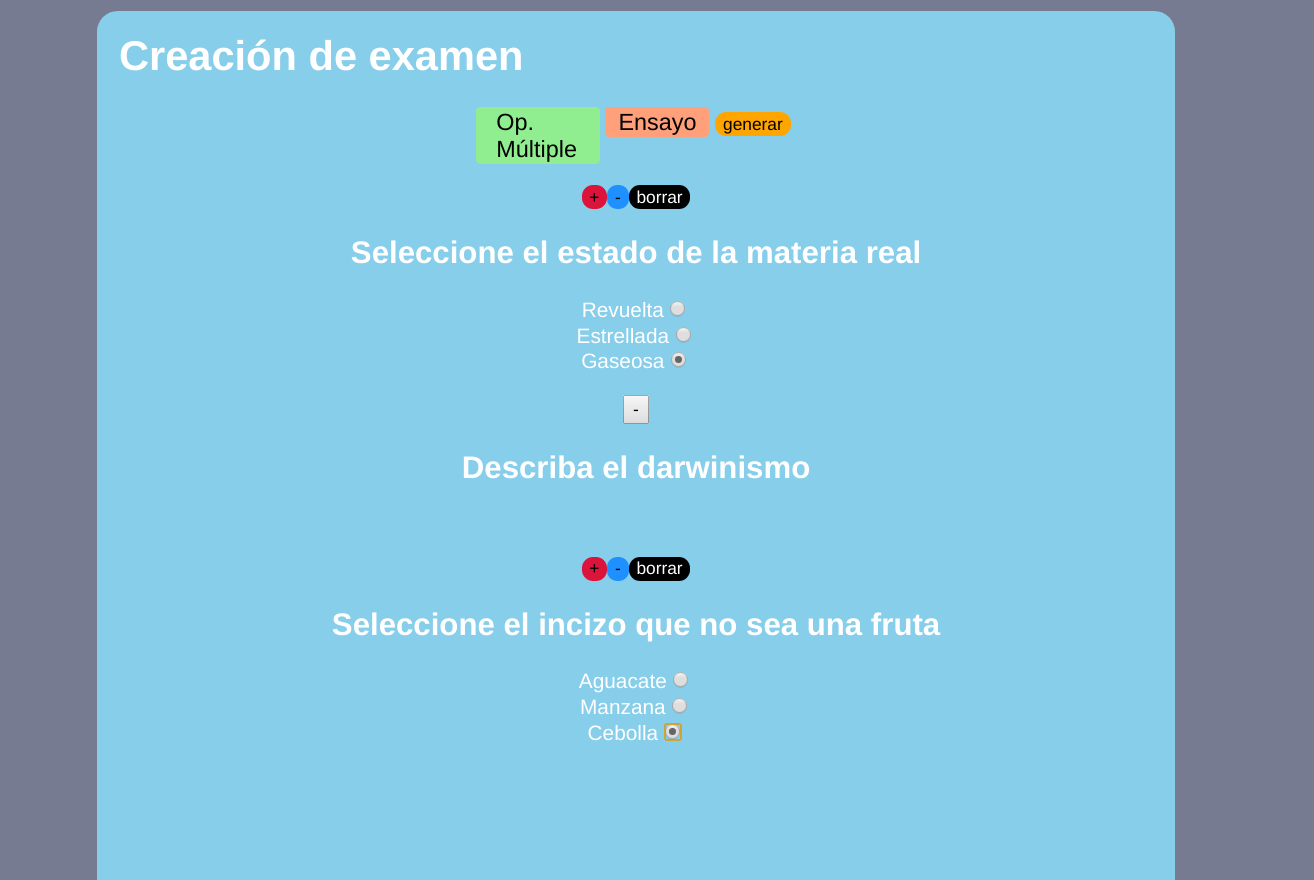 Creación de examen
Op. Múltiple Ensayo generar
+ - borrar
Seleccione el estado de la materia real
Revuelta
Estrellada
Gaseosa
-
Describa el darwinismo
+ - borrar
Seleccione el incizo que no sea una fruta
Aguacate
Manzana
Cebolla